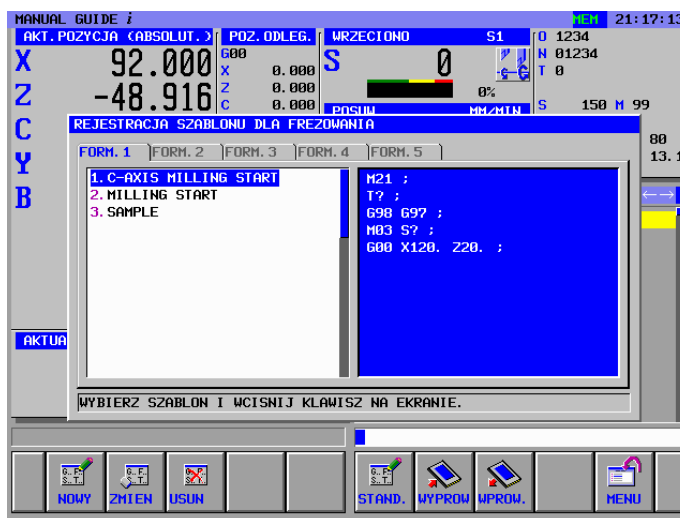 MANUAL GUIDE i MEM 21:17:13
AKT.POZYCJA (ABSOLUT.) POZ.ODLEG. WRZECIONO S1 O 1234
X 92.000 G00 S 0 N 01234
X 0.000 T 0
Z -48.916 Z 0.000 0%
C C 0.000 POSUW MM/MIN S 150 M 99
REJESTRACJA SZABLONU DLA FREZOWANIA
80
FORM. 1 FORM. 2 FORM. 3 FORM. 4 FORM. 5
Y 13.1
1. C-AXIS MILLING START M21 ;
B 2. MILLING START T? ;
3. SAMPLE G98 G97 ;
M03 S? ;
G00 X120. Z20. ;
AKTUA
WYBIERZ SZABLON I WCISNIJ KLAWISZ NA EKRANIE.
NOWY ZMIEN USUN STAND. WYPROW WPROW. MENU